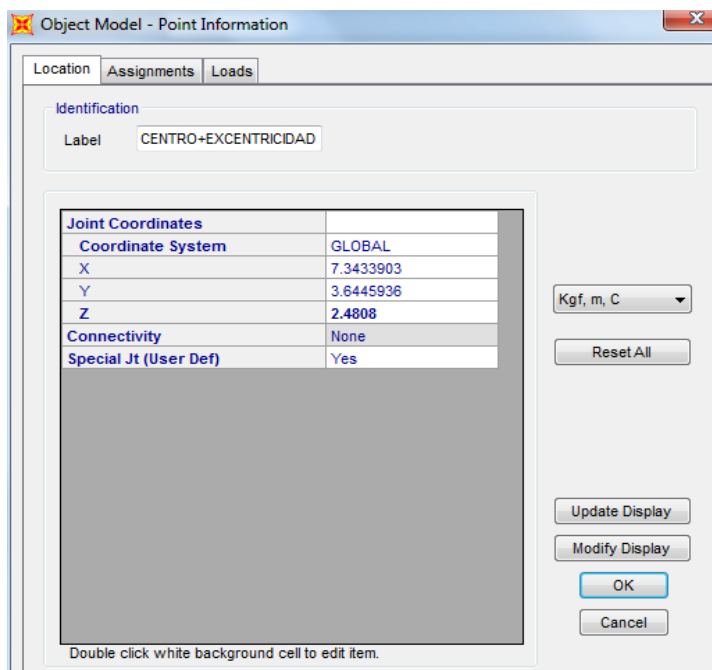 Object Model - Point Information
Location Assignments Loads
Identification
Label CENTRO+EXCENTRICIDAD
Joint Coordinates
Coordinate System GLOBAL
X 7.3433903
Y 3.6445936
Z 2.4808
Connectivity None
Special Jt (User Def) Yes
Kgf, m, C
Reset All
Update Display
Modify Display
OK
Cancel
Double click white background cell to edit item.